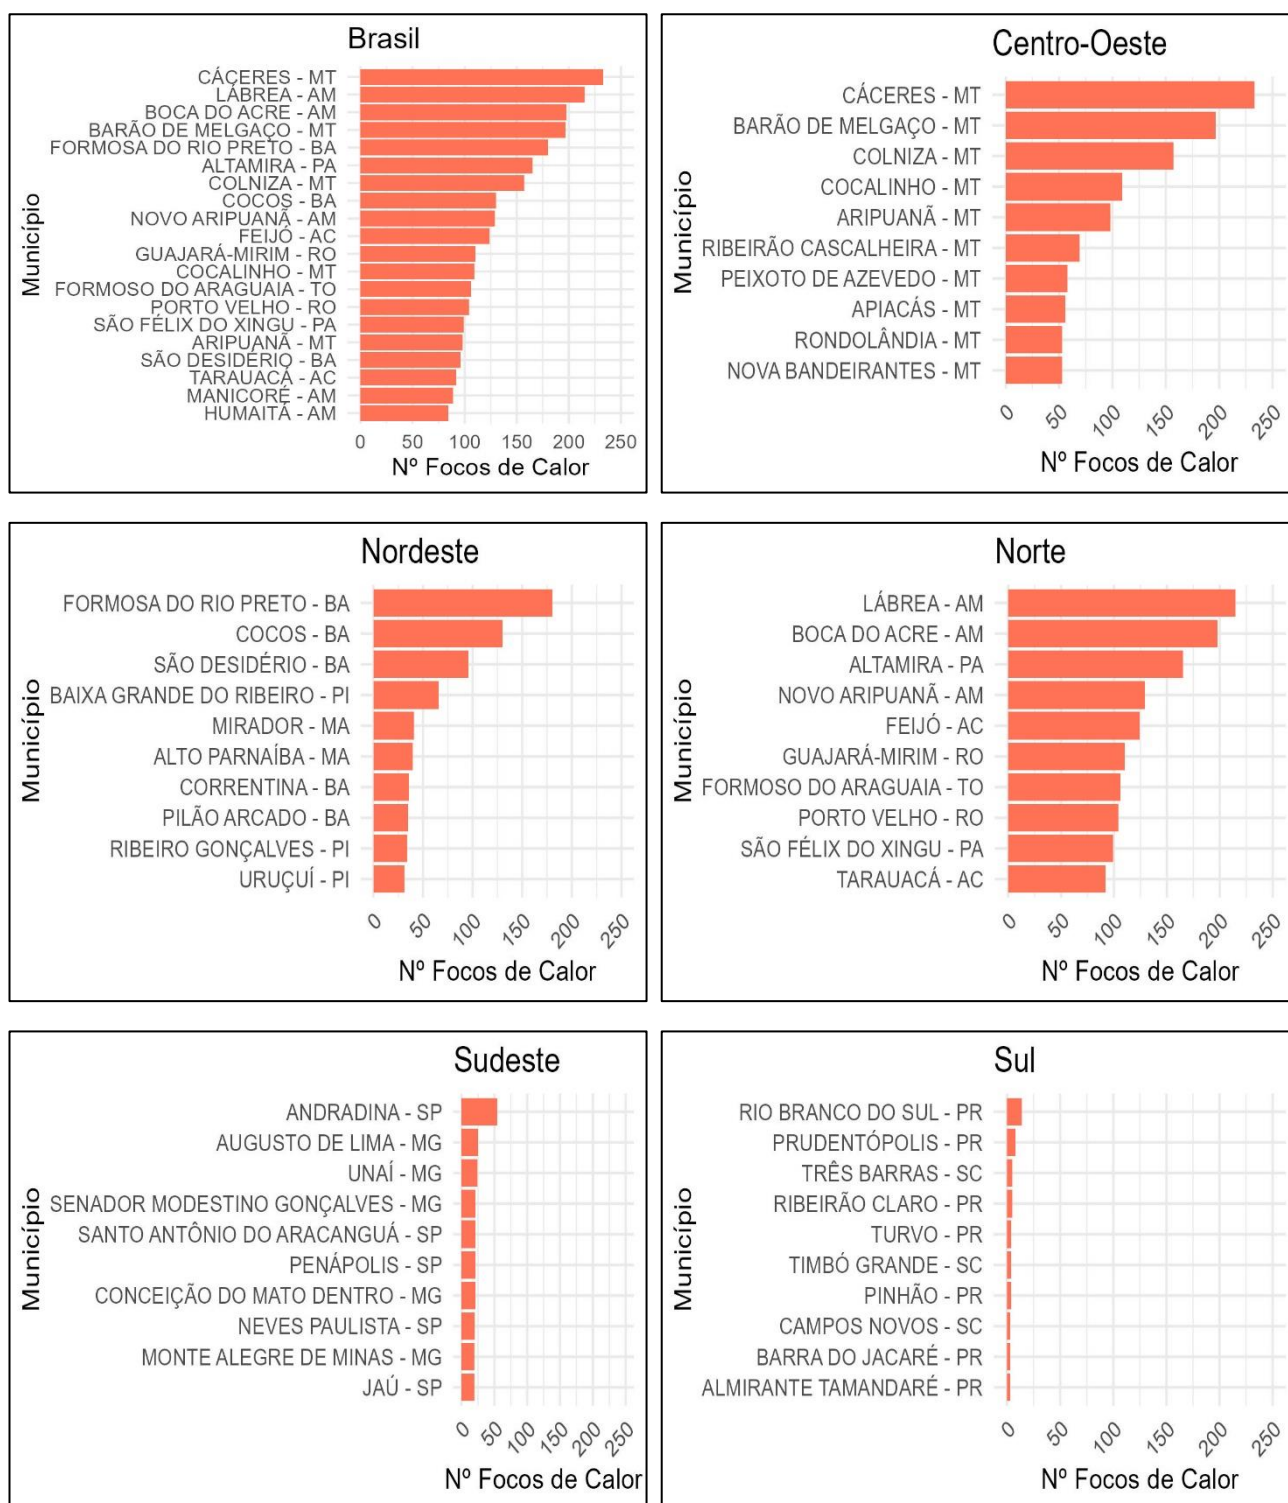 Brasil
Município
CÁCERES - MT
LÁBREA - AM
BOCA DO ACRE - AM
BARÃO DE MELGAÇO - MT
FORMOSA DO RIO PRETO - BA
ALTAMIRA - PA
COLNIZA - MT
COCOS - BA
NOVO ARIPUANÃ - AM
FEIJÓ - AC
GUAJARÁ-MIRIM - RO
COCALINHO - MT
FORMOSO DO ARAGUAIA - TO
PORTO VELHO - RO
SÃO FÉLIX DO XINGU - PA
ARIPUANÃ - MT
SÃO DESIDÉRIO - BA
TARAUACÁ - AC
MANICORÉ - AM
HUMAITÁ - AM
0 50 100 150 200 250
Nº Focos de Calor
Centro-Oeste
Município
CÁCERES - MT
BARÃO DE MELGAÇO - MT
COLNIZA - MT
COCALINHO - MT
ARIPUANÃ - MT
RIBEIRÃO CASCALHEIRA - MT
PEIXOTO DE AZEVEDO - MT
APIACÁS - MT
RONDOLÂNDIA - MT
NOVA BANDEIRANTES - MT
0 50 100 150 200 250
Nº Focos de Calor
Nordeste
Município
FORMOSA DO RIO PRETO - BA
COCOS - BA
SÃO DESIDÉRIO - BA
BAIXA GRANDE DO RIBEIRO - PI
MIRADOR - MA
ALTO PARNAÍBA - MA
CORRENTINA - BA
PILÃO ARCADO - BA
RIBEIRO GONÇALVES - PI
URUÇUÍ - PI
0 50 100 150 200 250
Nº Focos de Calor
Norte
Município
LÁBREA - AM
BOCA DO ACRE - AM
ALTAMIRA - PA
NOVO ARIPUANÃ - AM
FEIJÓ - AC
GUAJARÁ-MIRIM - RO
FORMOSO DO ARAGUAIA - TO
PORTO VELHO - RO
SÃO FÉLIX DO XINGU - PA
TARAUACÁ - AC
0 50 100 150 200 250
Nº Focos de Calor
Sudeste
Município
ANDRADINA - SP
AUGUSTO DE LIMA - MG
UNAÍ - MG
SENADOR MODESTINO GONÇALVES - MG
SANTO ANTÔNIO DO ARACANGUÁ - SP
PENÁPOLIS - SP
CONCEIÇÃO DO MATO DENTRO - MG
NEVES PAULISTA - SP
MONTE ALEGRE DE MINAS - MG
JAÚ - SP
0 50 100 150 200 250
Nº Focos de Calor
Sul
Município
RIO BRANCO DO SUL - PR
PRUDENTÓPOLIS - PR
TRÊS BARRAS - SC
RIBEIRÃO CLARO - PR
TURVO - PR
TIMBÓ GRANDE - SC
PINHÃO - PR
CAMPOS NOVOS - SC
BARRA DO JACARÉ - PR
ALMIRANTE TAMANDARÉ - PR
0 50 100 150 200 250
Nº Focos de Calor